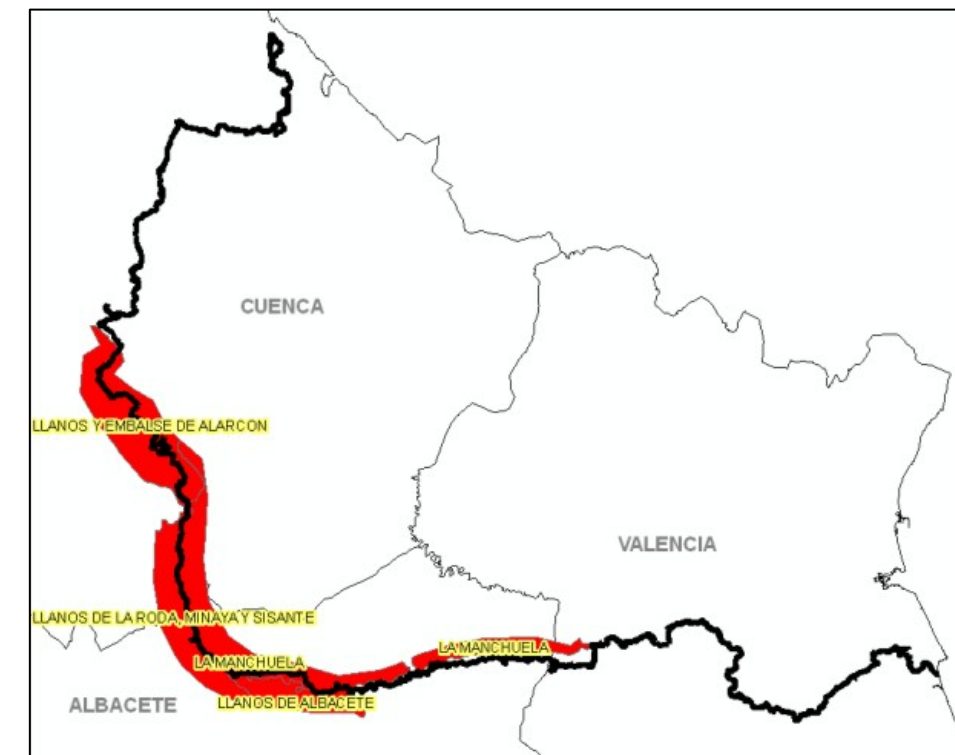 CUENCA
LLANOS Y EMBALSE DE ALARCON
VALENCIA
LLANOS DE LA RODA, MINAYA Y SISANTE
LA MANCHUELA
LA MANCHUELA
LLANOS DE ALBACETE
ALBACETE